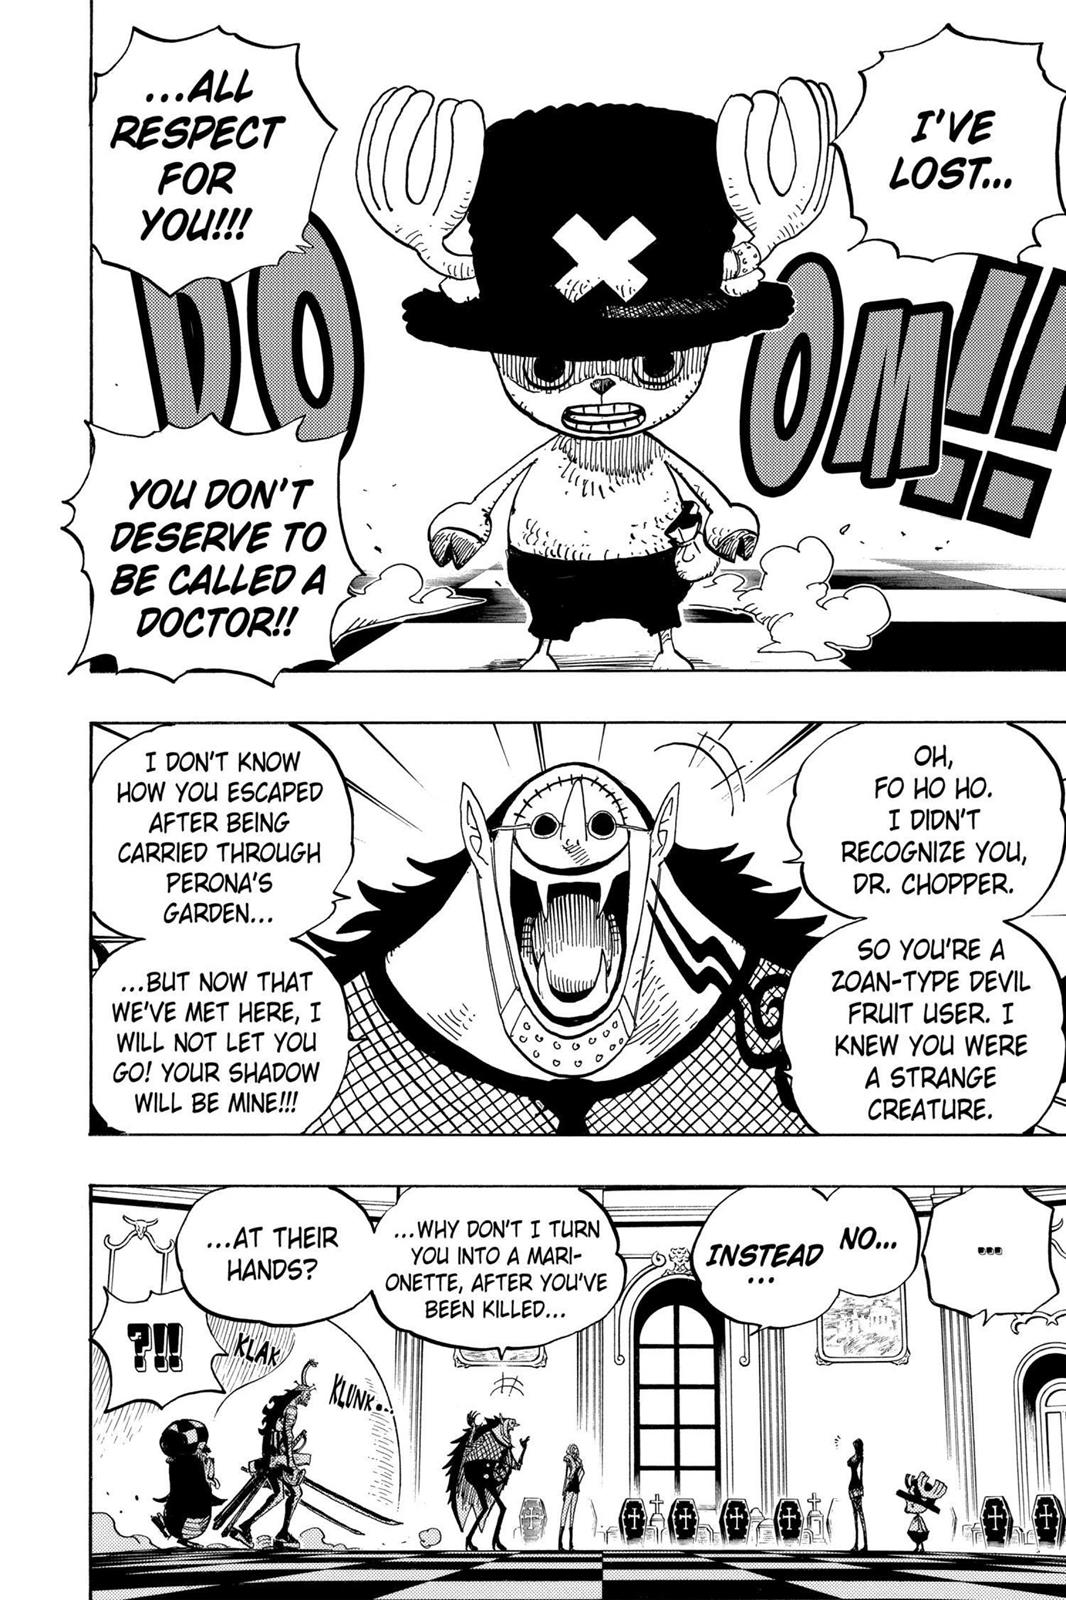 I'VE
LOST...
...ALL
RESPECT
FOR
YOU!!!
DOOM!!
YOU DON'T
DESERVE TO
BE CALLED A
DOCTOR!!
OH,
FO HO HO.
I DIDN'T
RECOGNIZE YOU,
DR. CHOPPER.
SO YOU'RE A
ZOAN-TYPE DEVIL
FRUIT USER. I
KNEW YOU WERE
A STRANGE
CREATURE.
I DON'T KNOW
HOW YOU ESCAPED
AFTER BEING
CARRIED THROUGH
PERONA'S
GARDEN...
...BUT NOW THAT
WE'VE MET HERE, I
WILL NOT LET YOU
GO! YOUR SHADOW
WILL BE MINE!!!
...
NO...
INSTEAD
...
...WHY DON'T I TURN
YOU INTO A MARI-
ONETTE, AFTER YOU'VE
BEEN KILLED...
...AT THEIR
HANDS?
?!!
KLAK
KLUNK...